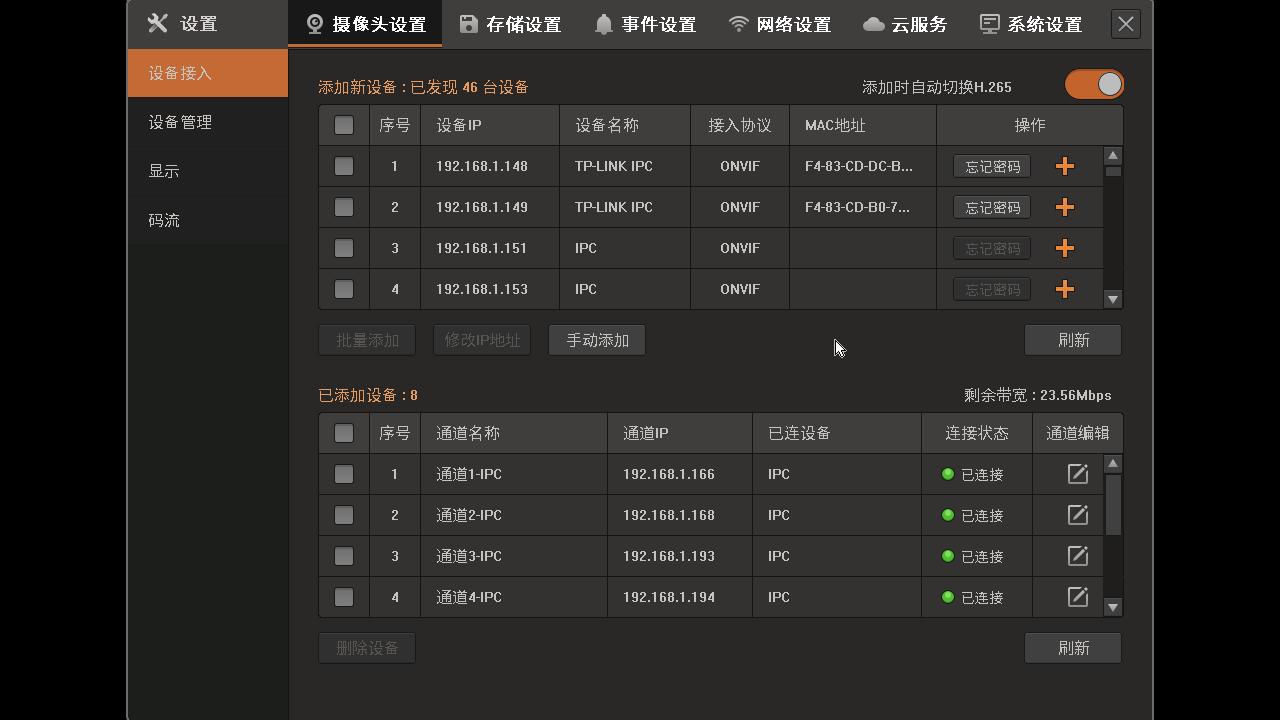 设置 摄像头设置 存储设置 事件设置 网络设置 云服务 系统设置
设备接入
设备管理
显示
码流
添加新设备 : 已发现 46 台设备 添加时自动切换H.265
序号 设备IP 设备名称 接入协议 MAC地址 操作
1 192.168.1.148 TP-LINK IPC ONVIF F4-83-CD-DC-B... 忘记密码
2 192.168.1.149 TP-LINK IPC ONVIF F4-83-CD-B0-7... 忘记密码
3 192.168.1.151 IPC ONVIF 忘记密码
4 192.168.1.153 IPC ONVIF 忘记密码
批量添加 修改IP地址 手动添加 刷新
已添加设备 : 8 剩余带宽 : 23.56Mbps
序号 通道名称 通道IP 已连设备 连接状态 通道编辑
1 通道1-IPC 192.168.1.166 IPC 已连接
2 通道2-IPC 192.168.1.168 IPC 已连接
3 通道3-IPC 192.168.1.193 IPC 已连接
4 通道4-IPC 192.168.1.194 IPC 已连接
删除设备 刷新